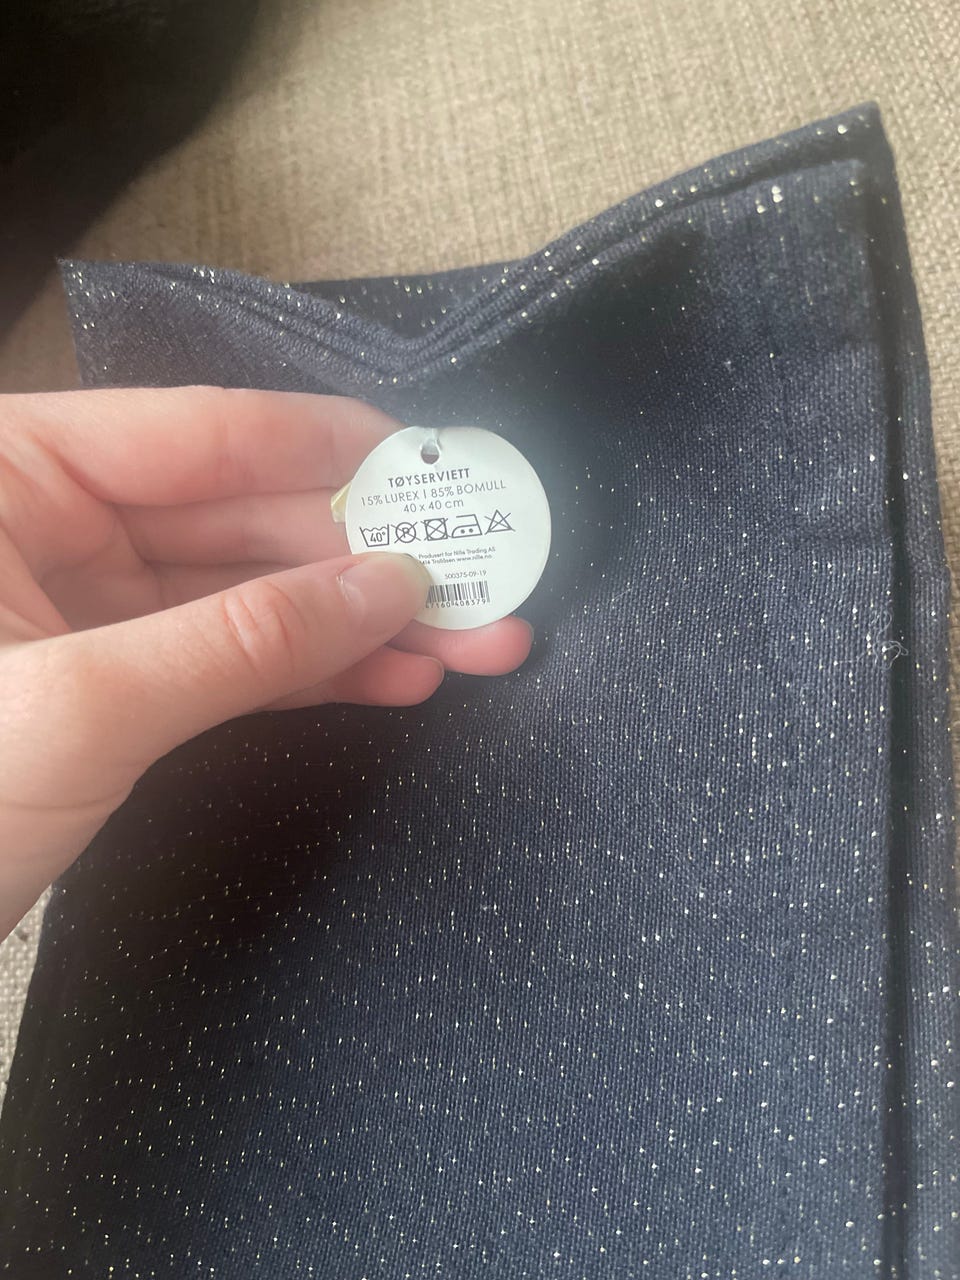 TØYSERVIETT
15% LUREX | 85% BOMULL
40 x 40 cm
40°
Produsert for Nille Trading AS
Trollåsen www.nille.no
500375-09-19